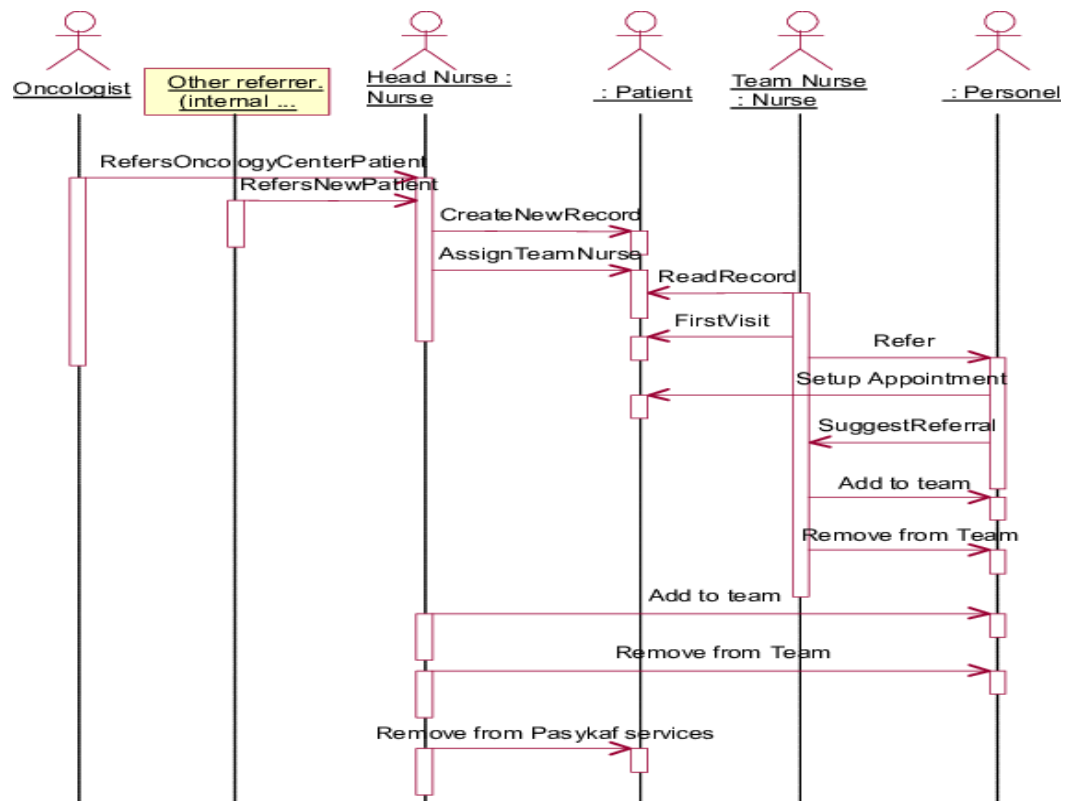 Oncologist
Other referrer.
(internal ...
Head Nurse :
Nurse
: Patient
Team Nurse
: Nurse
: Personel
RefersOncologyCenterPatient
RefersNewPatient
CreateNewRecord
AssignTeamNurse
ReadRecord
FirstVisit
Refer
Setup Appointment
SuggestReferral
Add to team
Remove from Team
Add to team
Remove from Team
Remove from Pasykaf services